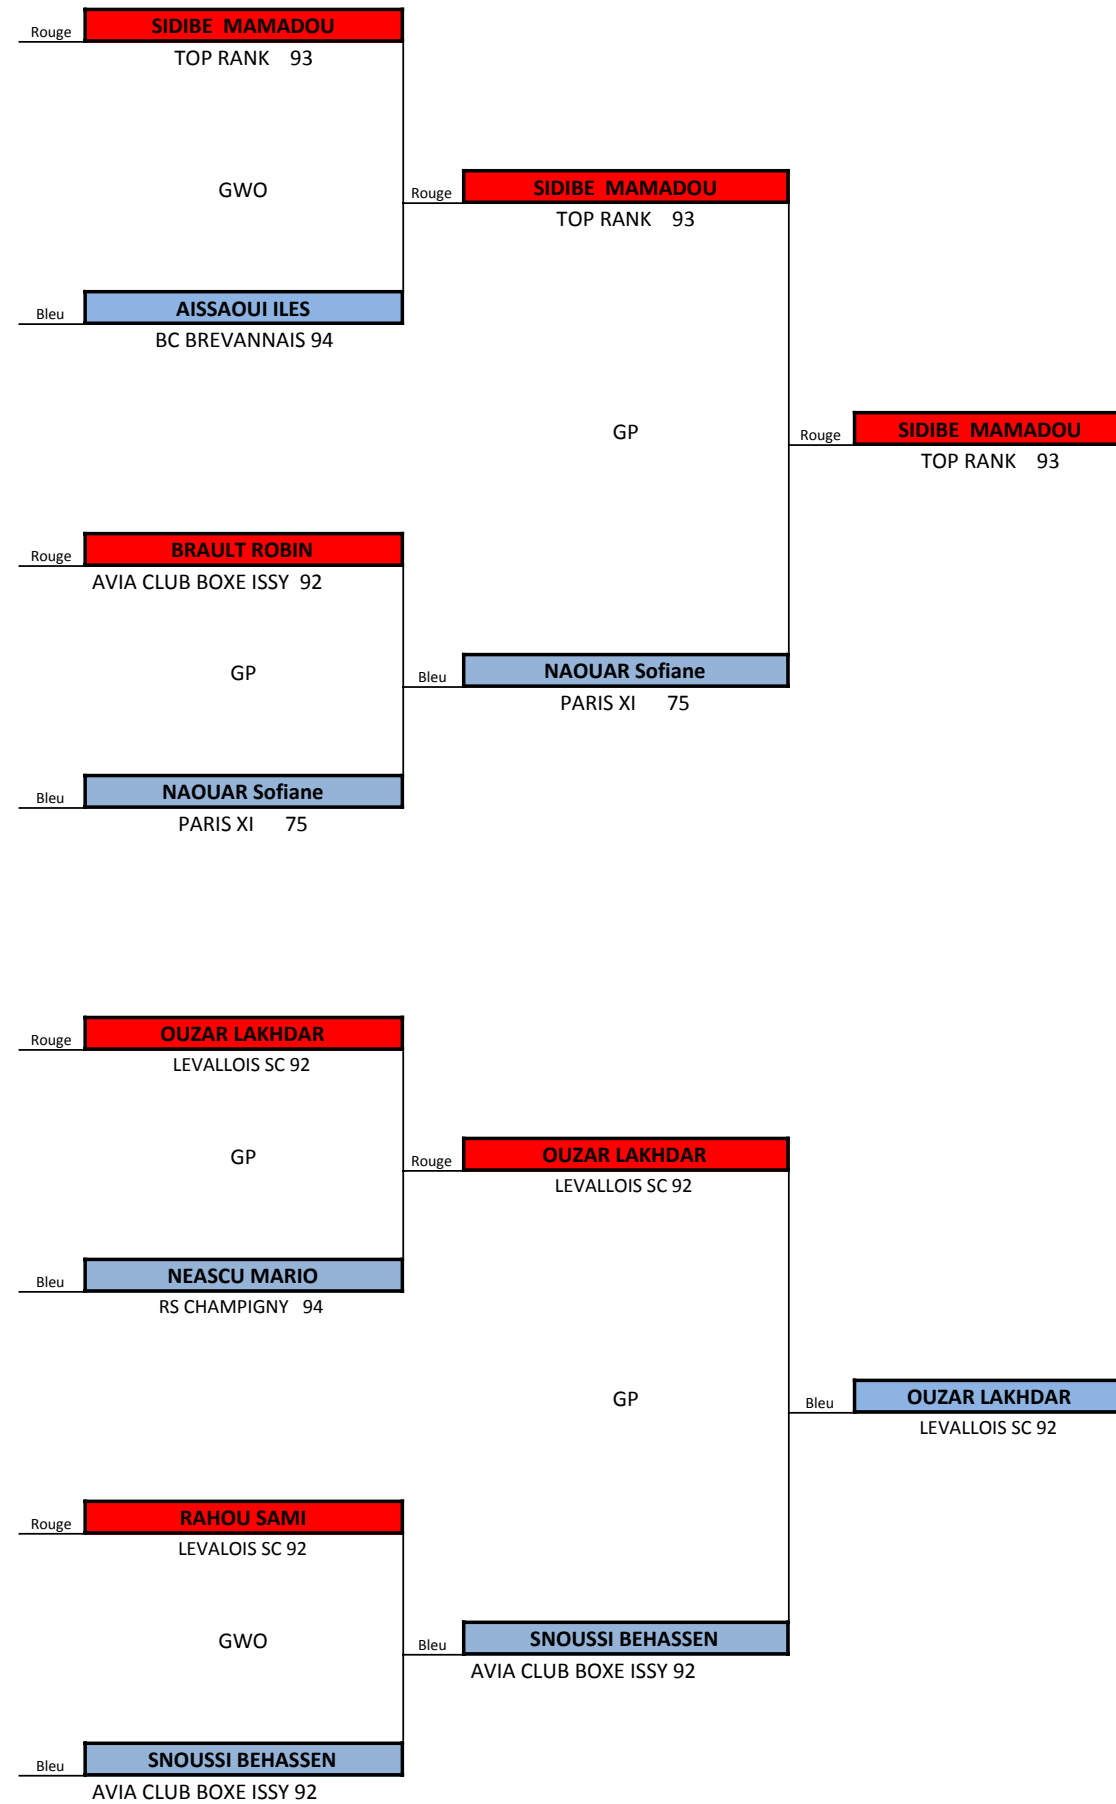 Rouge
SIDIBE  MAMADOU
TOP RANK    93
GWO
Rouge
SIDIBE  MAMADOU
TOP RANK    93
Bleu
AISSAOUI ILES
BC BREVANNAIS 94
GP
Rouge
SIDIBE  MAMADOU
TOP RANK    93
Rouge
BRAULT ROBIN
AVIA CLUB BOXE ISSY  92
GP
Bleu
NAOUAR Sofiane
PARIS XI      75
Bleu
NAOUAR Sofiane
PARIS XI      75
Rouge
OUZAR LAKHDAR
LEVALLOIS SC 92
GP
Rouge
OUZAR LAKHDAR
LEVALLOIS SC 92
Bleu
NEASCU MARIO
RS CHAMPIGNY   94
GP
Bleu
OUZAR LAKHDAR
LEVALLOIS SC 92
Rouge
RAHOU SAMI
LEVALOIS SC 92
GWO
Bleu
SNOUSSI BEHASSEN
AVIA CLUB BOXE ISSY 92
Bleu
SNOUSSI BEHASSEN
AVIA CLUB BOXE ISSY 92